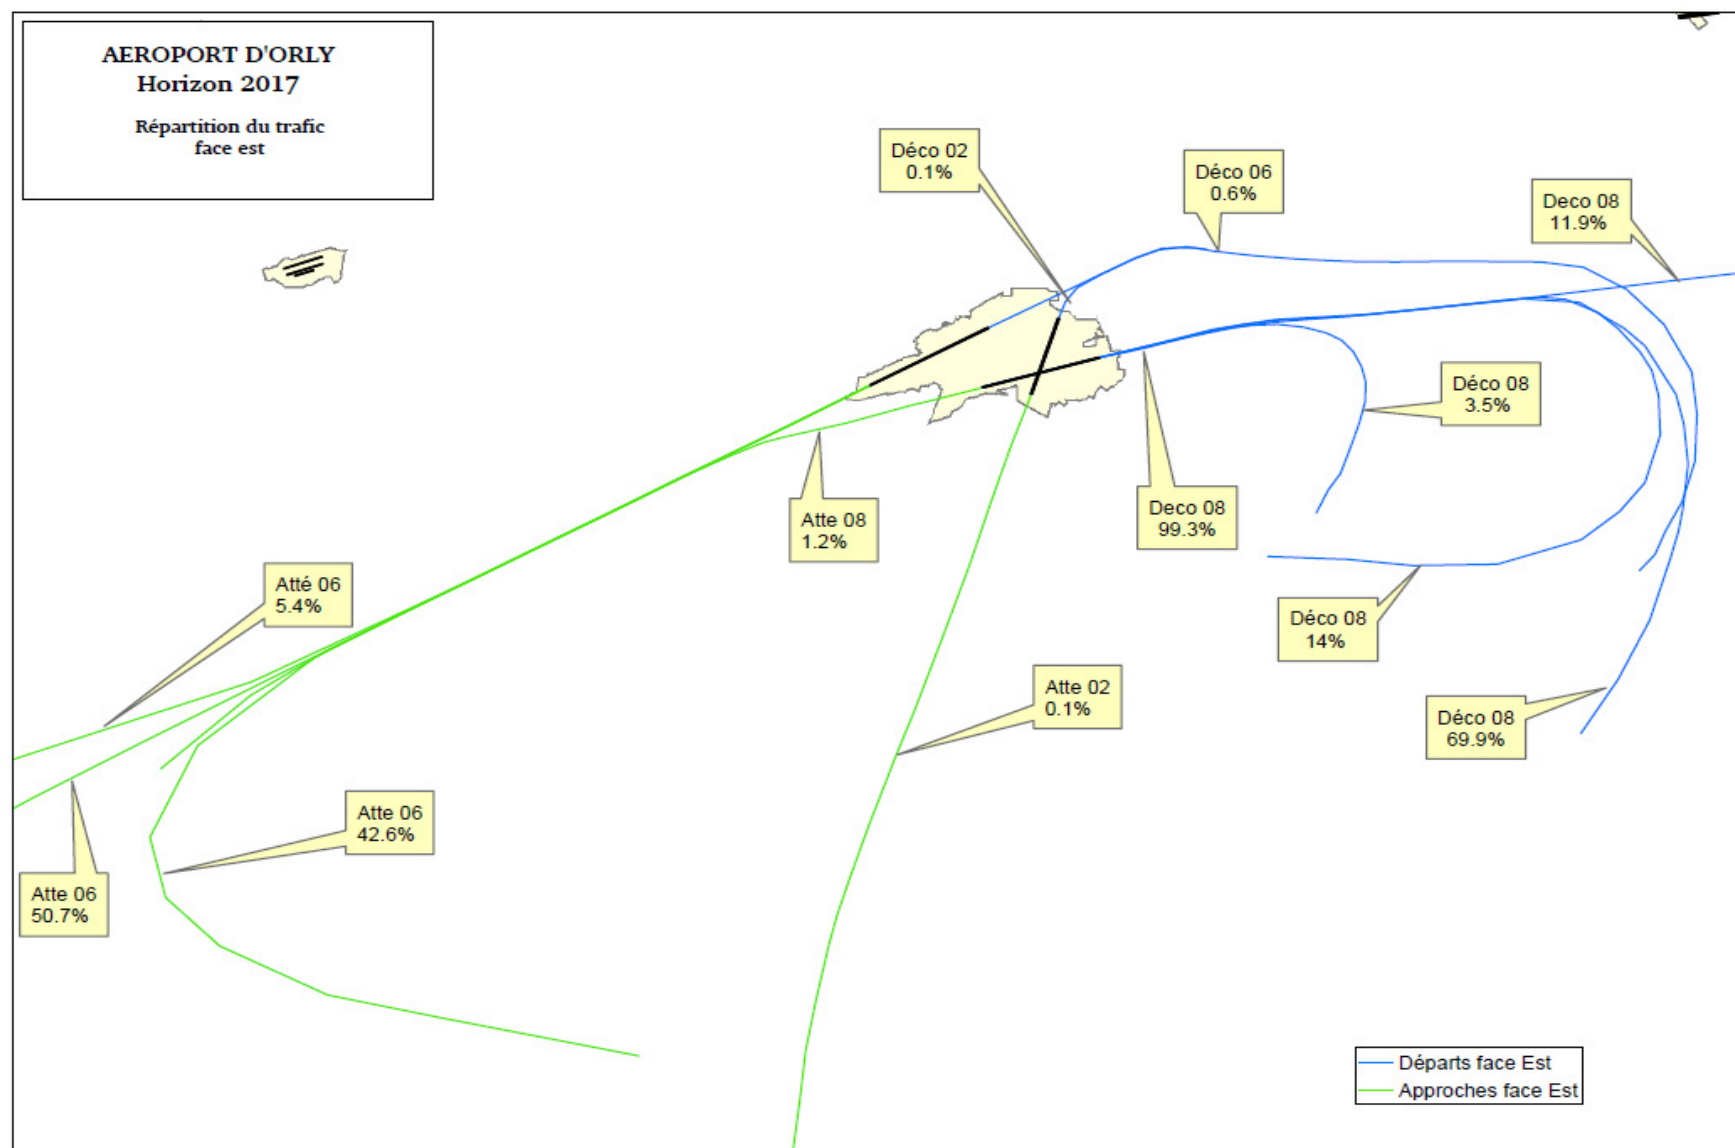 AEROPORT D'ORLY
Horizon 2017
Répartition du trafic
face est
Déco 02
0.1%
Déco 06
0.6%
Deco 08
11.9%
Déco 08
3.5%
Atte 08
1.2%
Deco 08
99.3%
Atté 06
5.4%
Déco 08
14%
Atte 02
0.1%
Déco 08
69.9%
Atte 06
42.6%
Atte 06
50.7%
Départs face Est
Approches face Est